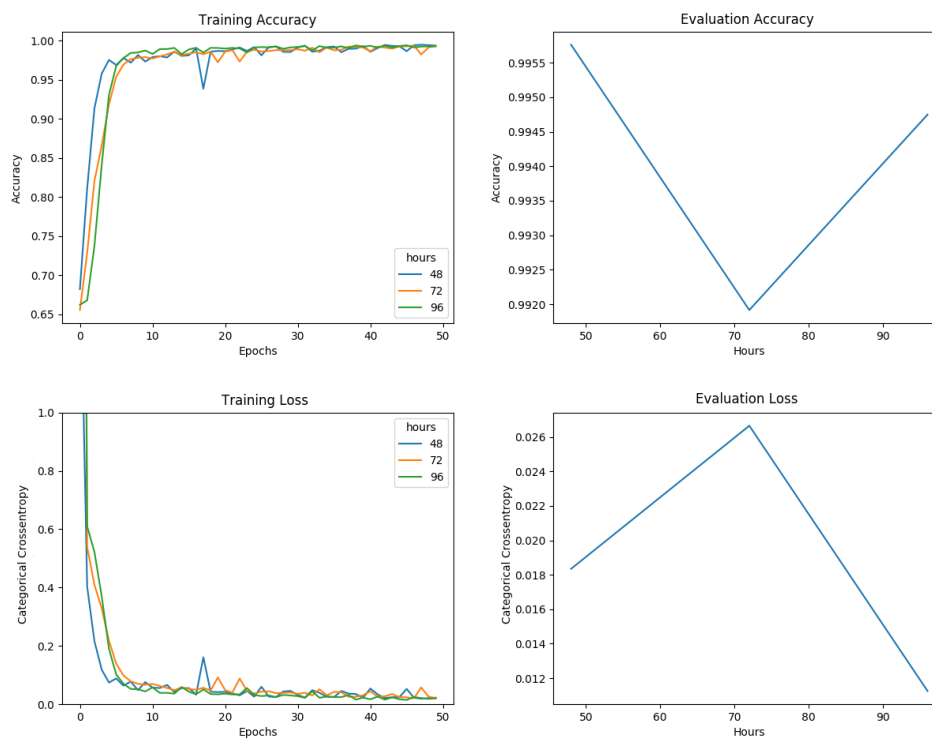 Training Accuracy
Accuracy
1.00
0.95
0.90
0.85
0.80
0.75
0.70
0.65
hours
48
72
96
0 10 20 30 40 50
Epochs
Evaluation Accuracy
Accuracy
0.9955
0.9950
0.9945
0.9940
0.9935
0.9930
0.9925
0.9920
50 60 70 80 90
Hours
Training Loss
Categorical Crossentropy
1.0
0.8
0.6
0.4
0.2
0.0
hours
48
72
96
0 10 20 30 40 50
Epochs
Evaluation Loss
Categorical Crossentropy
0.026
0.024
0.022
0.020
0.018
0.016
0.014
0.012
50 60 70 80 90
Hours